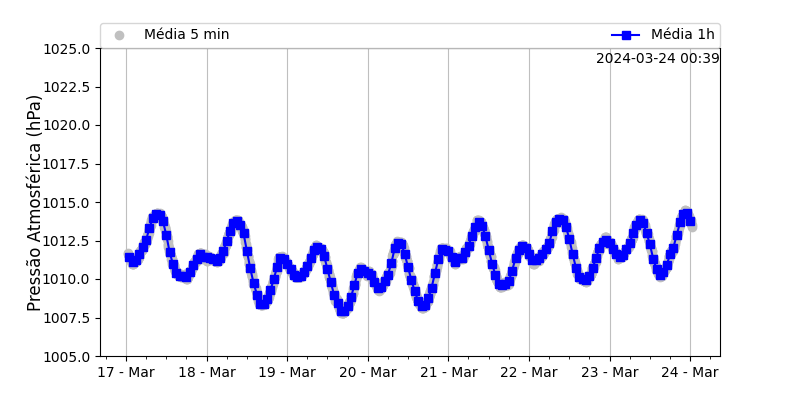 Média 5 min
Média 1h
2024-03-24 00:39
Pressão Atmosférica (hPa)
1025.0
1022.5
1020.0
1017.5
1015.0
1012.5
1010.0
1007.5
1005.0
17 - Mar
18 - Mar
19 - Mar
20 - Mar
21 - Mar
22 - Mar
23 - Mar
24 - Mar